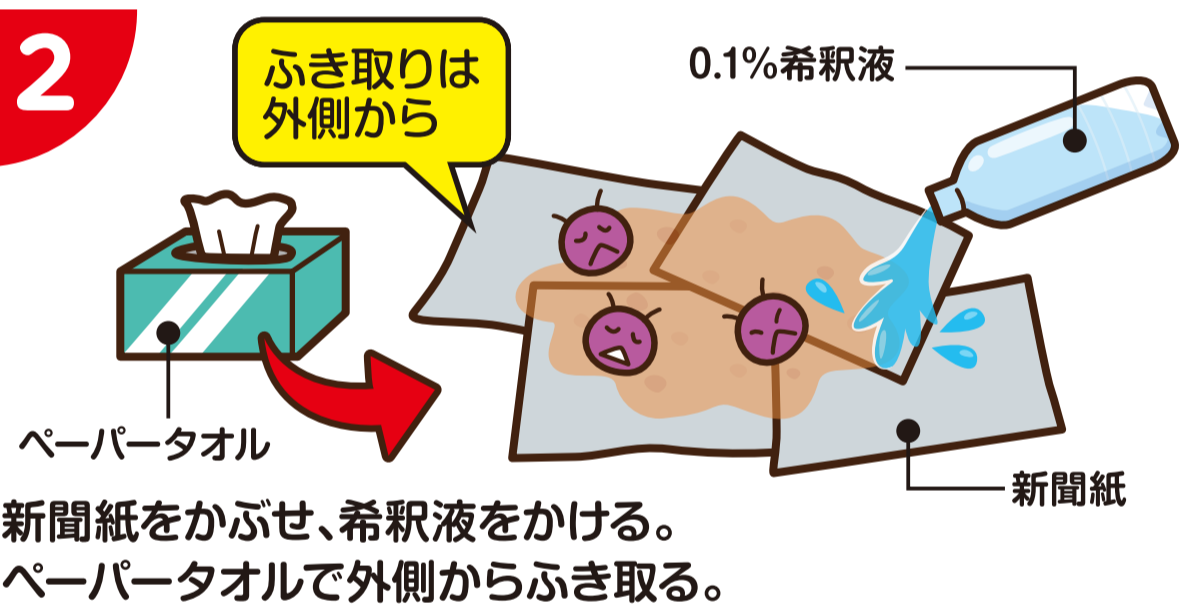 2
ふき取りは
外側から
0.1%希釈液
ペーパータオル
新聞紙
新聞紙をかぶせ、希釈液をかける。
ペーパータオルで外側からふき取る。